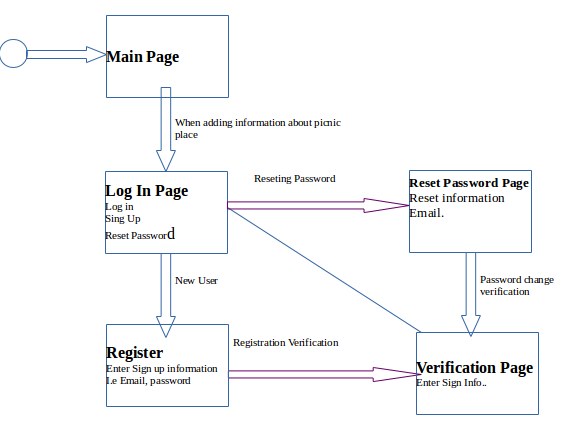 Main Page
When adding information about picnic
place
Log In Page
Log in
Sing Up
Reset Password
Reseting Password
Reset Password Page
Reset information
Email.
New User
Password change
verification
Register
Enter Sign up information
I.e Email, password
Registration Verification
Verification Page
Enter Sign Info..